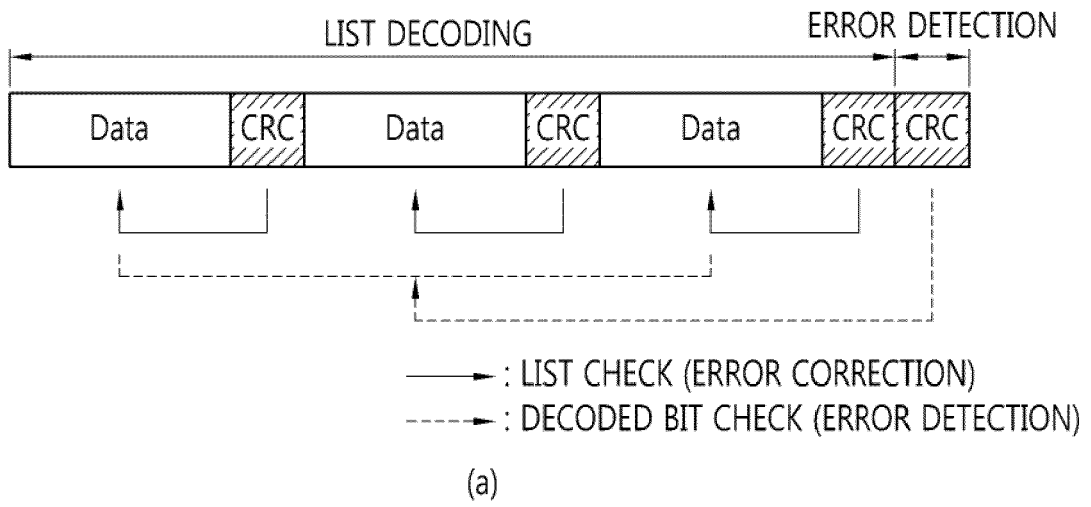 LIST DECODING
ERROR DETECTION
Data CRC Data CRC Data CRC CRC
: LIST CHECK (ERROR CORRECTION)
: DECODED BIT CHECK (ERROR DETECTION)
(a)